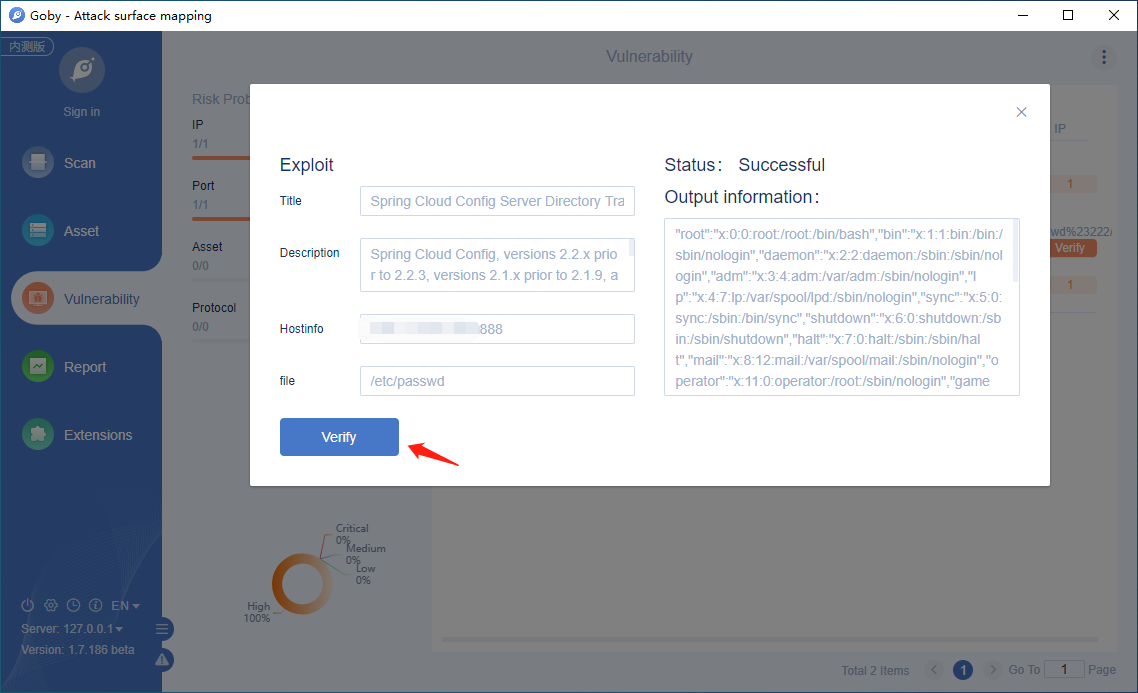 Goby - Attack surface mapping
内测版
Sign in
Scan
Asset
Vulnerability
Report
Extensions
EN
Server: 127.0.0.1
Version: 1.7.186 beta
Vulnerability
Risk Prob
IP
1/1
Port
1/1
Asset
0/0
Protocol
0/0
Exploit
Title
Spring Cloud Config Server Directory Tra
Description
Spring Cloud Config, versions 2.2.x prio
r to 2.2.3, versions 2.1.x prior to 2.1.9, a
Hostinfo
888
file
/etc/passwd
Verify
Status: Successful
Output information:
"root":"x:0:0:root:/root:/bin/bash","bin":"x:1:1:bin:/bin:/
sbin/nologin","daemon":"x:2:2:daemon:/sbin:/sbin/nol
ogin","adm":"x:3:4:adm:/var/adm:/sbin/nologin","l
p":"x:4:7:lp:/var/spool/lpd:/sbin/nologin","sync":"x:5:0:
sync:/sbin:/bin/sync","shutdown":"x:6:0:shutdown:/sb
in:/sbin/shutdown","halt":"x:7:0:halt:/sbin:/sbin/hal
t","mail":"x:8:12:mail:/var/spool/mail:/sbin/nologin","o
perator":"x:11:0:operator:/root:/sbin/nologin","game
IP
1
wd%23222/
Verify
1
Critical
0%
Medium
0%
Low
0%
High
100%
Total 2 Items
1
Go To
1
Page